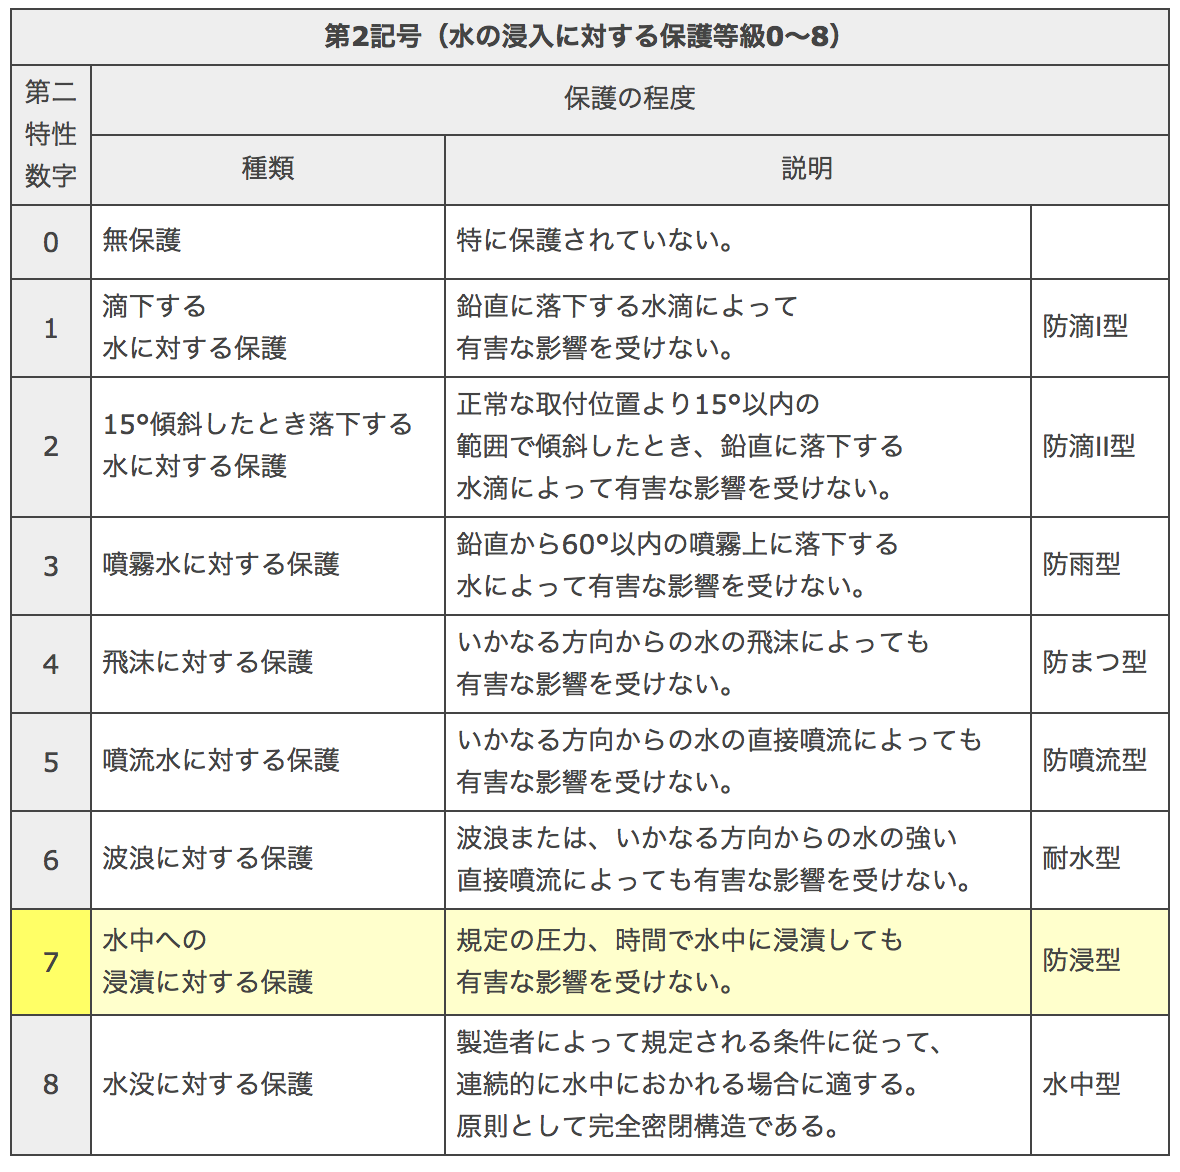 第2記号（水の浸入に対する保護等級0〜8）
第二
特性
数字
保護の程度
種類
説明
0
無保護
特に保護されていない。
1
滴下する
水に対する保護
鉛直に落下する水滴によって
有害な影響を受けない。
防滴I型
2
15°傾斜したとき落下する
水に対する保護
正常な取付位置より15°以内の
範囲で傾斜したとき、鉛直に落下する
水滴によって有害な影響を受けない。
防滴II型
3
噴霧水に対する保護
鉛直から60°以内の噴霧上に落下する
水によって有害な影響を受けない。
防雨型
4
飛沫に対する保護
いかなる方向からの水の飛沫によっても
有害な影響を受けない。
防まつ型
5
噴流水に対する保護
いかなる方向からの水の直接噴流によっても
有害な影響を受けない。
防噴流型
6
波浪に対する保護
波浪または、いかなる方向からの水の強い
直接噴流によっても有害な影響を受けない。
耐水型
7
水中への
浸漬に対する保護
規定の圧力、時間で水中に浸漬しても
有害な影響を受けない。
防浸型
8
水没に対する保護
製造者によって規定される条件に従って、
連続的に水中におかれる場合に適する。
原則として完全密閉構造である。
水中型